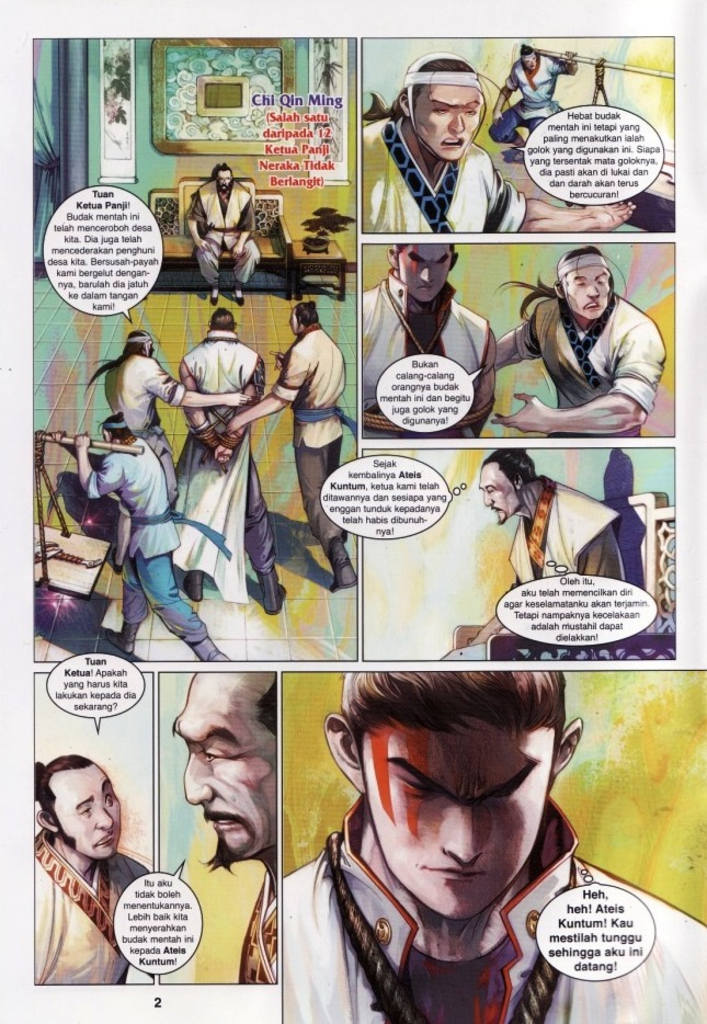 Chi Qin Ming
(Salah satu
daripada 12
Ketua Panji
Neraka Tidak
Berlangit)
Tuan
Ketua Panji!
Budak mentah ini
telah menceroboh desa
kita. Dia juga telah
mencederakan penghuni
desa kita. Bersusah-payah
kami bergelut dengan-
nya, barulah dia jatuh
ke dalam tangan
kami!
Hebat budak
mentah ini tetapi yang
paling menakutkan ialah
golok yang digunakan ini. Siapa
yang tersentak mata goloknya,
dia pasti akan di lukai dan
dan darah akan terus
bercucuran!
Bukan
calang-calang
orangnya budak
mentah ini dan begitu
juga golok yang
digunanya!
Sejak
kembalinya Ateis
Kuntum, ketua kami telah
ditawannya dan sesiapa yang
enggan tunduk kepadanya
telah habis dibunuh-
nya!
Oleh itu,
aku telah memencilkan diri
agar keselamatanku akan terjamin.
Tetapi nampaknya kecelakaan
adalah mustahil dapat
dielakkan!
Tuan
Ketua! Apakah
yang harus kita
lakukan kepada dia
sekarang?
Itu aku
tidak boleh
menentukannya.
Lebih baik kita
menyerahkan
budak mentah ini
kepada Ateis
Kuntum!
Heh,
heh! Ateis
Kuntum! Kau
mestilah tunggu
sehingga aku ini
datang!
2